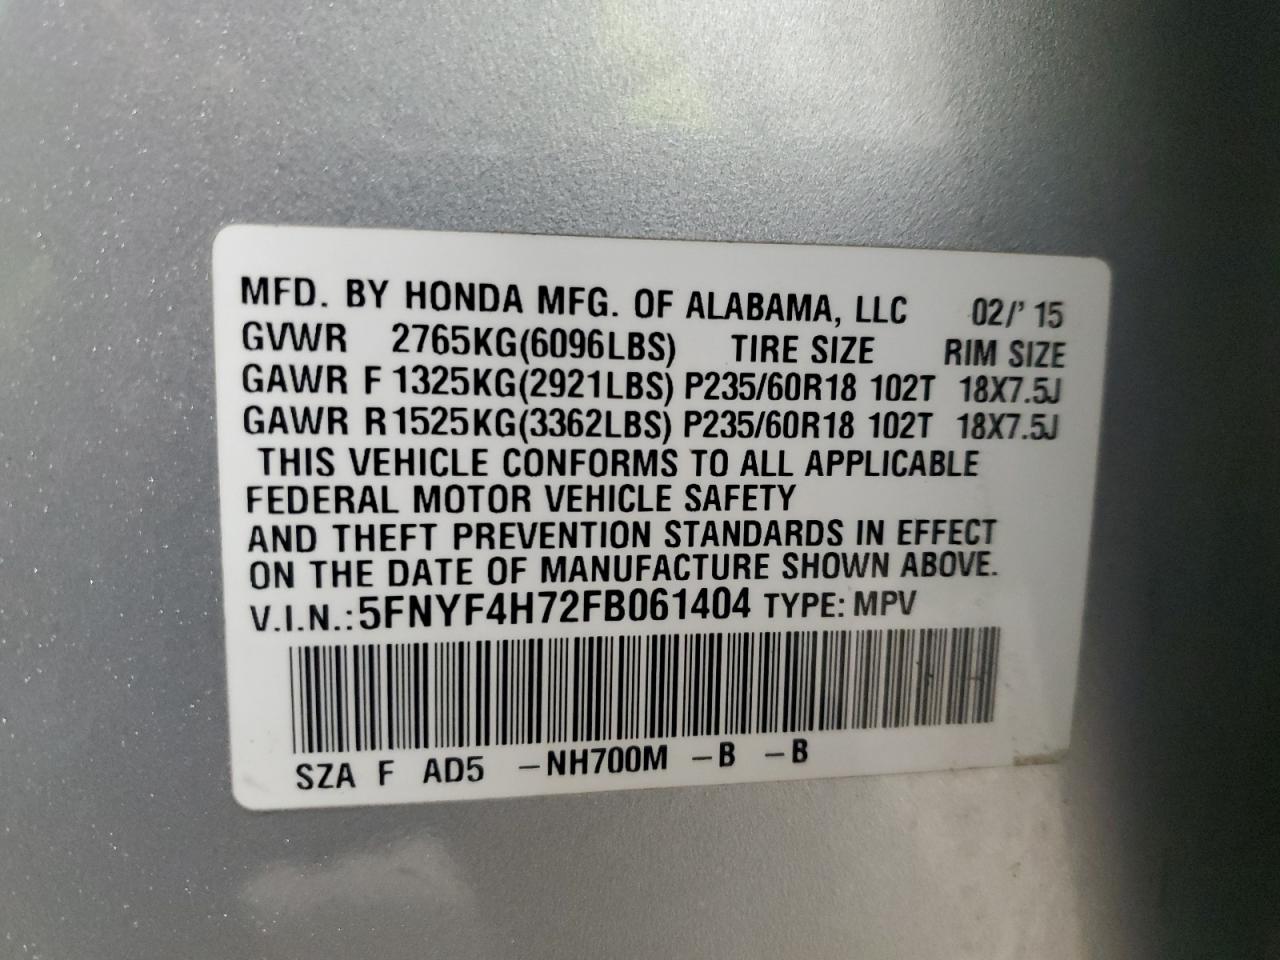 MFD. BY HONDA MFG. OF ALABAMA, LLC 02/' 15
GVWR 2765KG(6096LBS) TIRE SIZE RIM SIZE
GAWR F 1325KG(2921LBS) P235/60R18 102T 18X7.5J
GAWR R 1525KG(3362LBS) P235/60R18 102T 18X7.5J
THIS VEHICLE CONFORMS TO ALL APPLICABLE
FEDERAL MOTOR VEHICLE SAFETY
AND THEFT PREVENTION STANDARDS IN EFFECT
ON THE DATE OF MANUFACTURE SHOWN ABOVE.
V.I.N.: 5FNYF4H72FB061404 TYPE: MPV
SZA F AD5 -NH700M -B -B